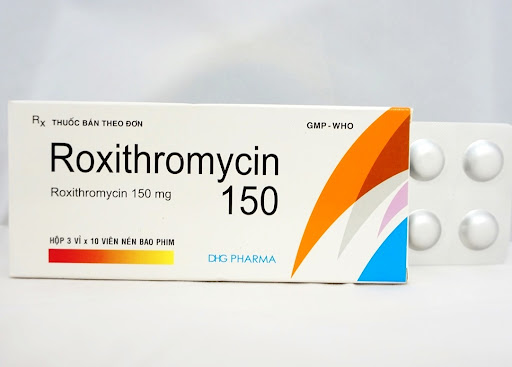 Rx THUỐC BÁN THEO ĐƠN
GMP - WHO
Roxithromycin
150
Roxithromycin 150 mg
HỘP 3 VỈ x 10 VIÊN NÉN BAO PHIM
DHG PHARMA